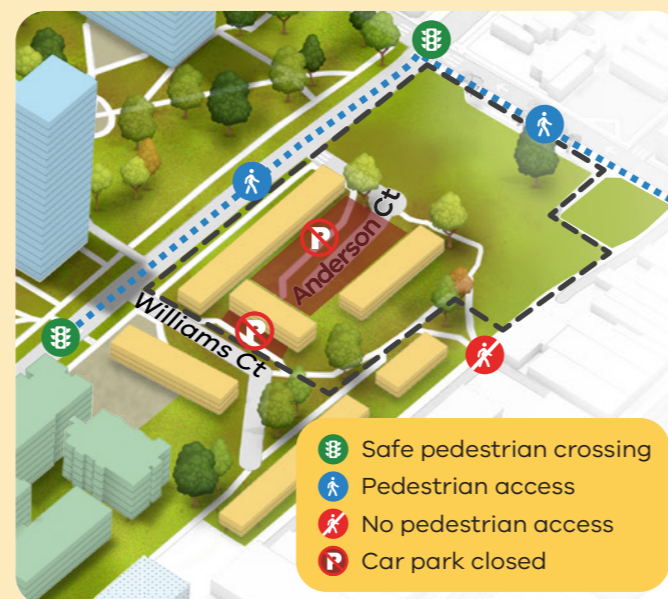 Anderson Ct
Williams Ct
Safe pedestrian crossing
Pedestrian access
No pedestrian access
Car park closed